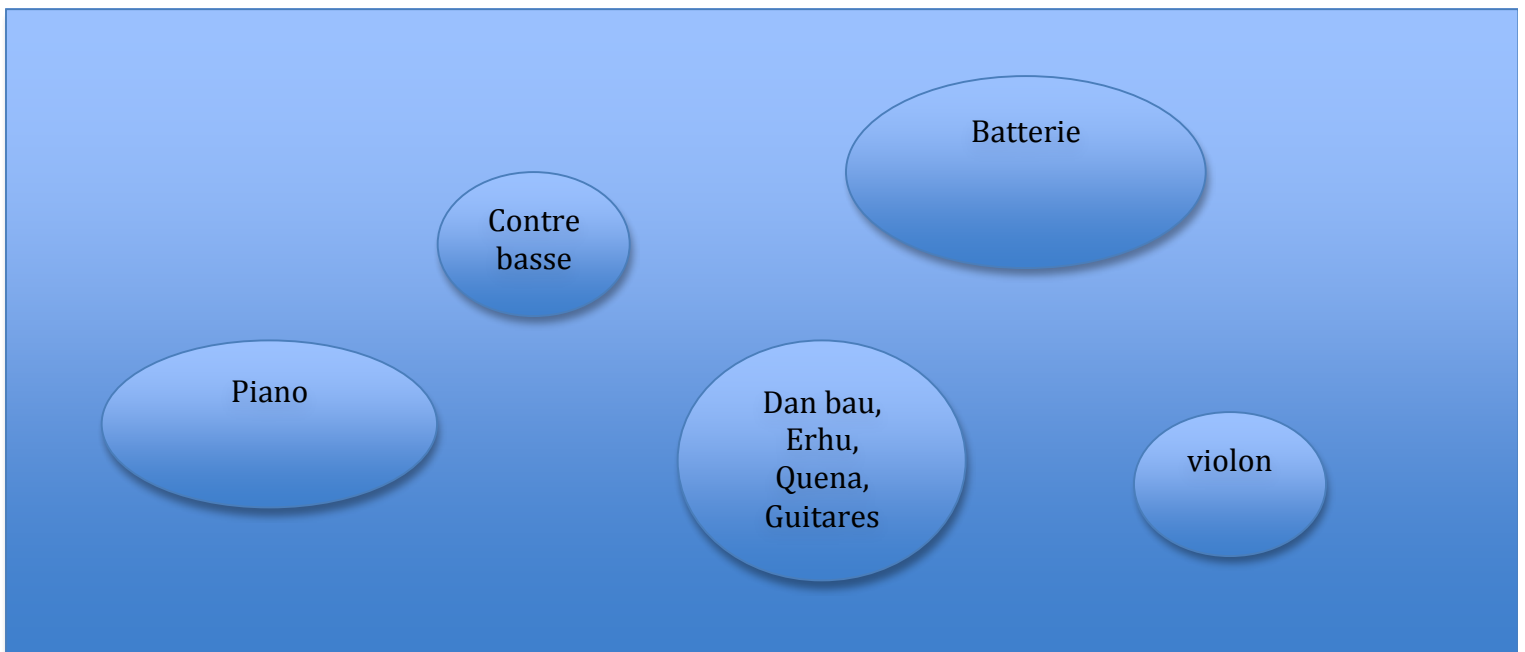 Batterie
Contre
basse
Piano
Dan bau,
Erhu,
Quena,
Guitares
violon